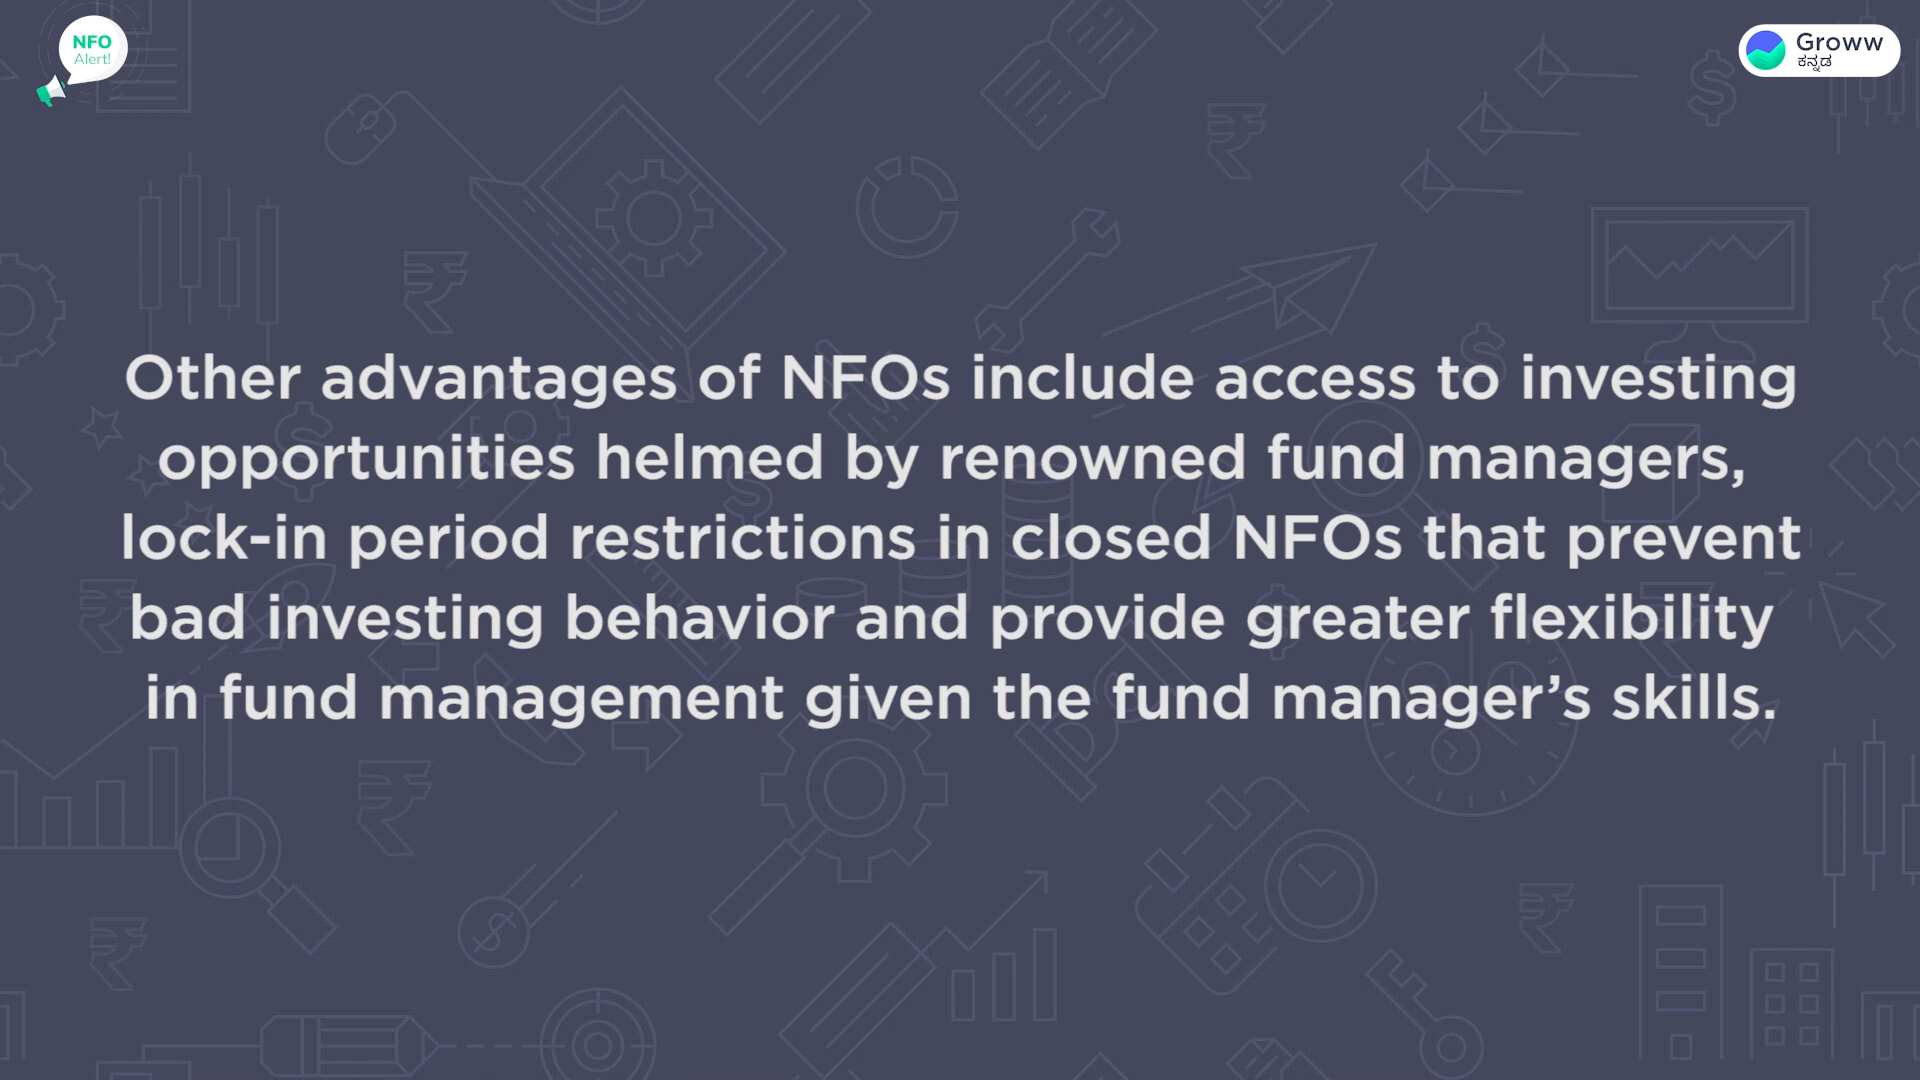 NFO
Alert!
Groww
ಕನ್ನಡ
Other advantages of NFOs include access to investing
opportunities helmed by renowned fund managers,
lock-in period restrictions in closed NFOs that prevent
bad investing behavior and provide greater flexibility
in fund management given the fund manager’s skills.